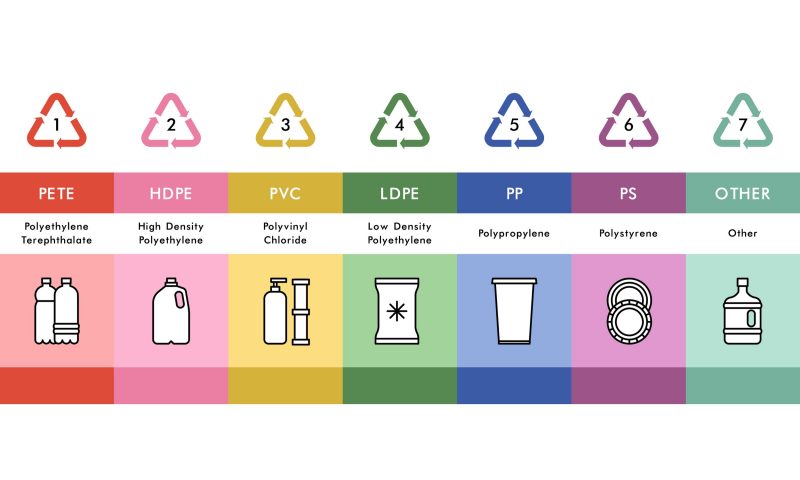 1 2 3 4 5 6 7
PETE HDPE PVC LDPE PP PS OTHER
Polyethylene
Terephthalate
High Density
Polyethylene
Polyvinyl
Chloride
Low Density
Polyethylene
Polypropylene
Polystyrene
Other